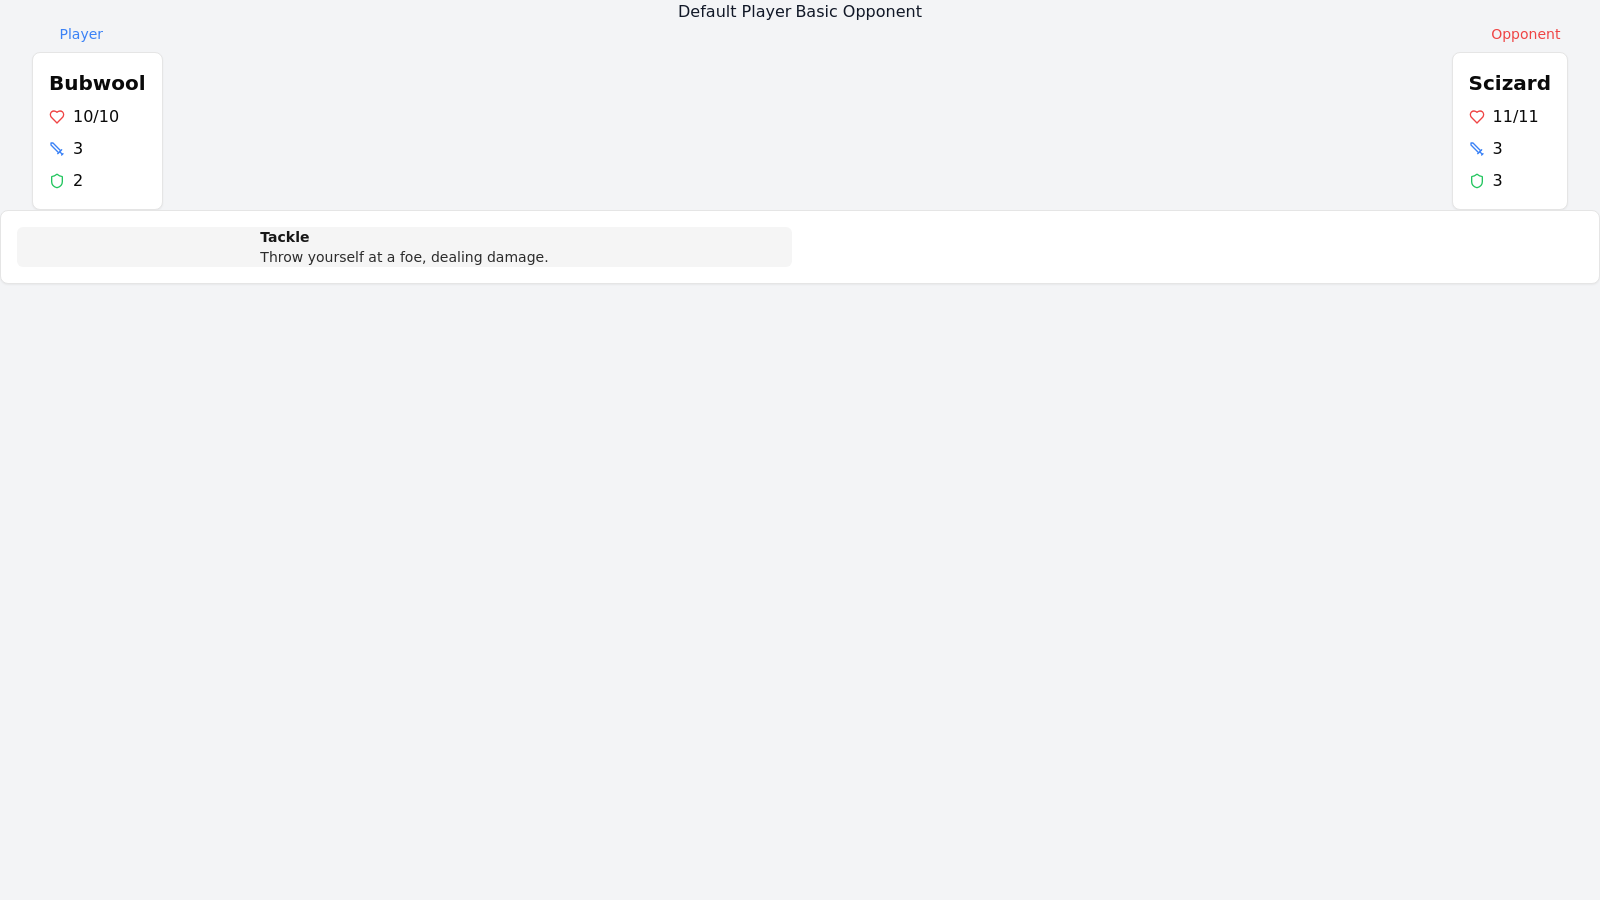 Default Player Basic Opponent
Player
Opponent
Bubwool
10/10
3
2
Scizard
11/11
3
3
Tackle
Throw yourself at a foe, dealing damage.